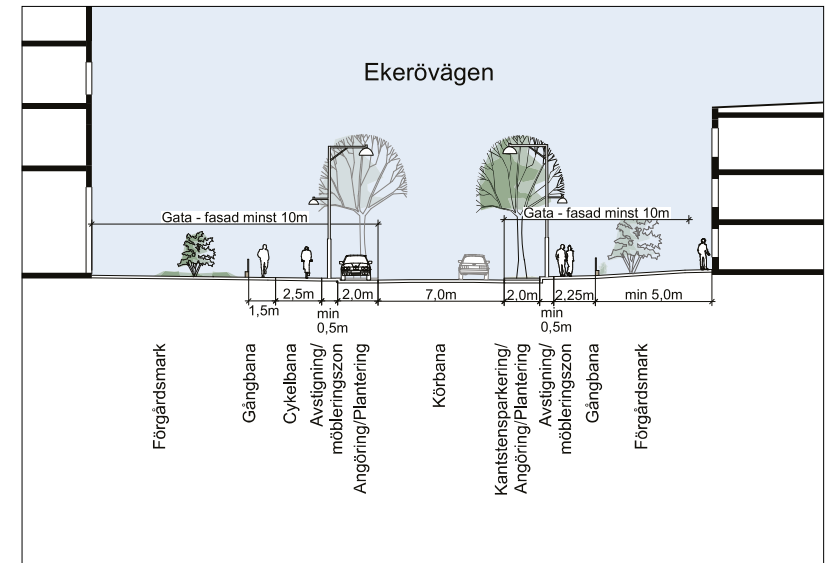 Ekerövägen
Gata - fasad minst 10m
Gata - fasad minst 10m
1,5m
2,5m
min
0,5m
2,0m
7,0m
2,0m
min
0,5m
2,25m
min 5,0m
Förgårdsmark
Gångbana
Cykelbana
Avstigning/
möbleringszon
Angöring/Plantering
Körbana
Kantstensparkering/
Angöring/Plantering
Avstigning/
möbleringszon
Gångbana
Förgårdsmark